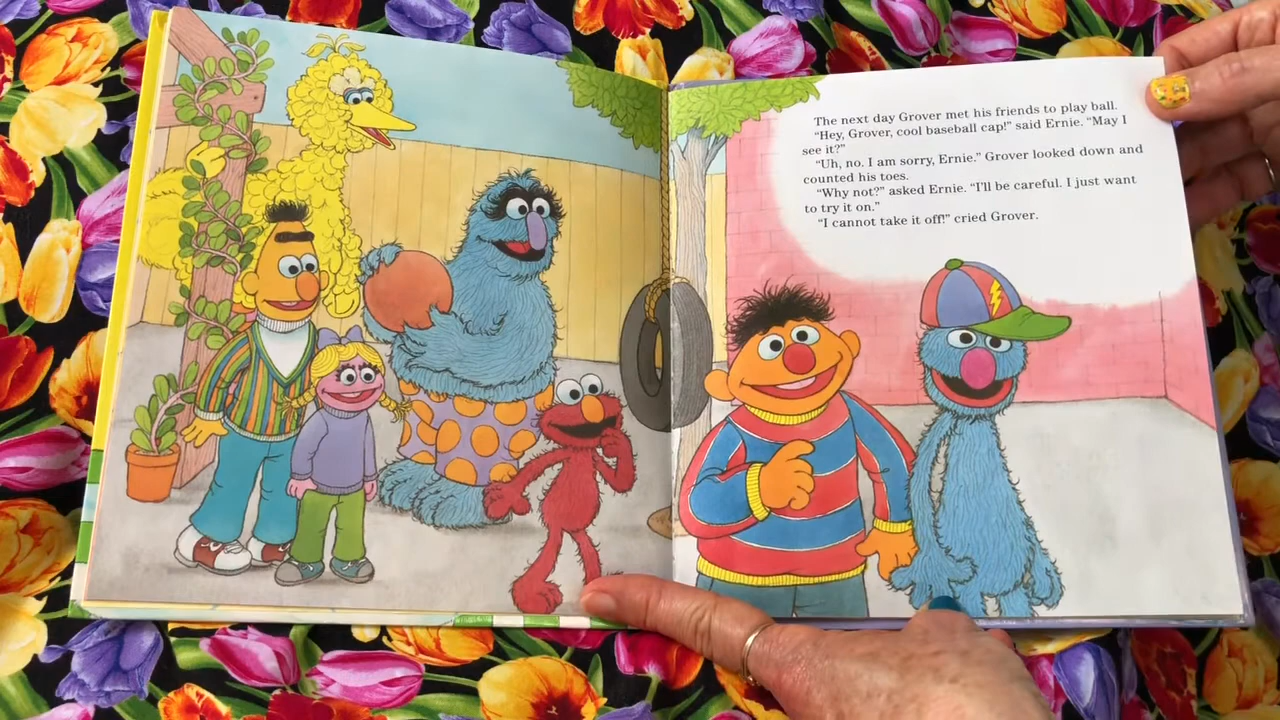 The next day Grover met his friends to play ball.
"Hey, Grover, cool baseball cap!" said Ernie. "May I
see it?"
"Uh, no. I am sorry, Ernie." Grover looked down and
counted his toes.
"Why not?" asked Ernie. "I'll be careful. I just want
to try it on."
"I cannot take it off!" cried Grover.